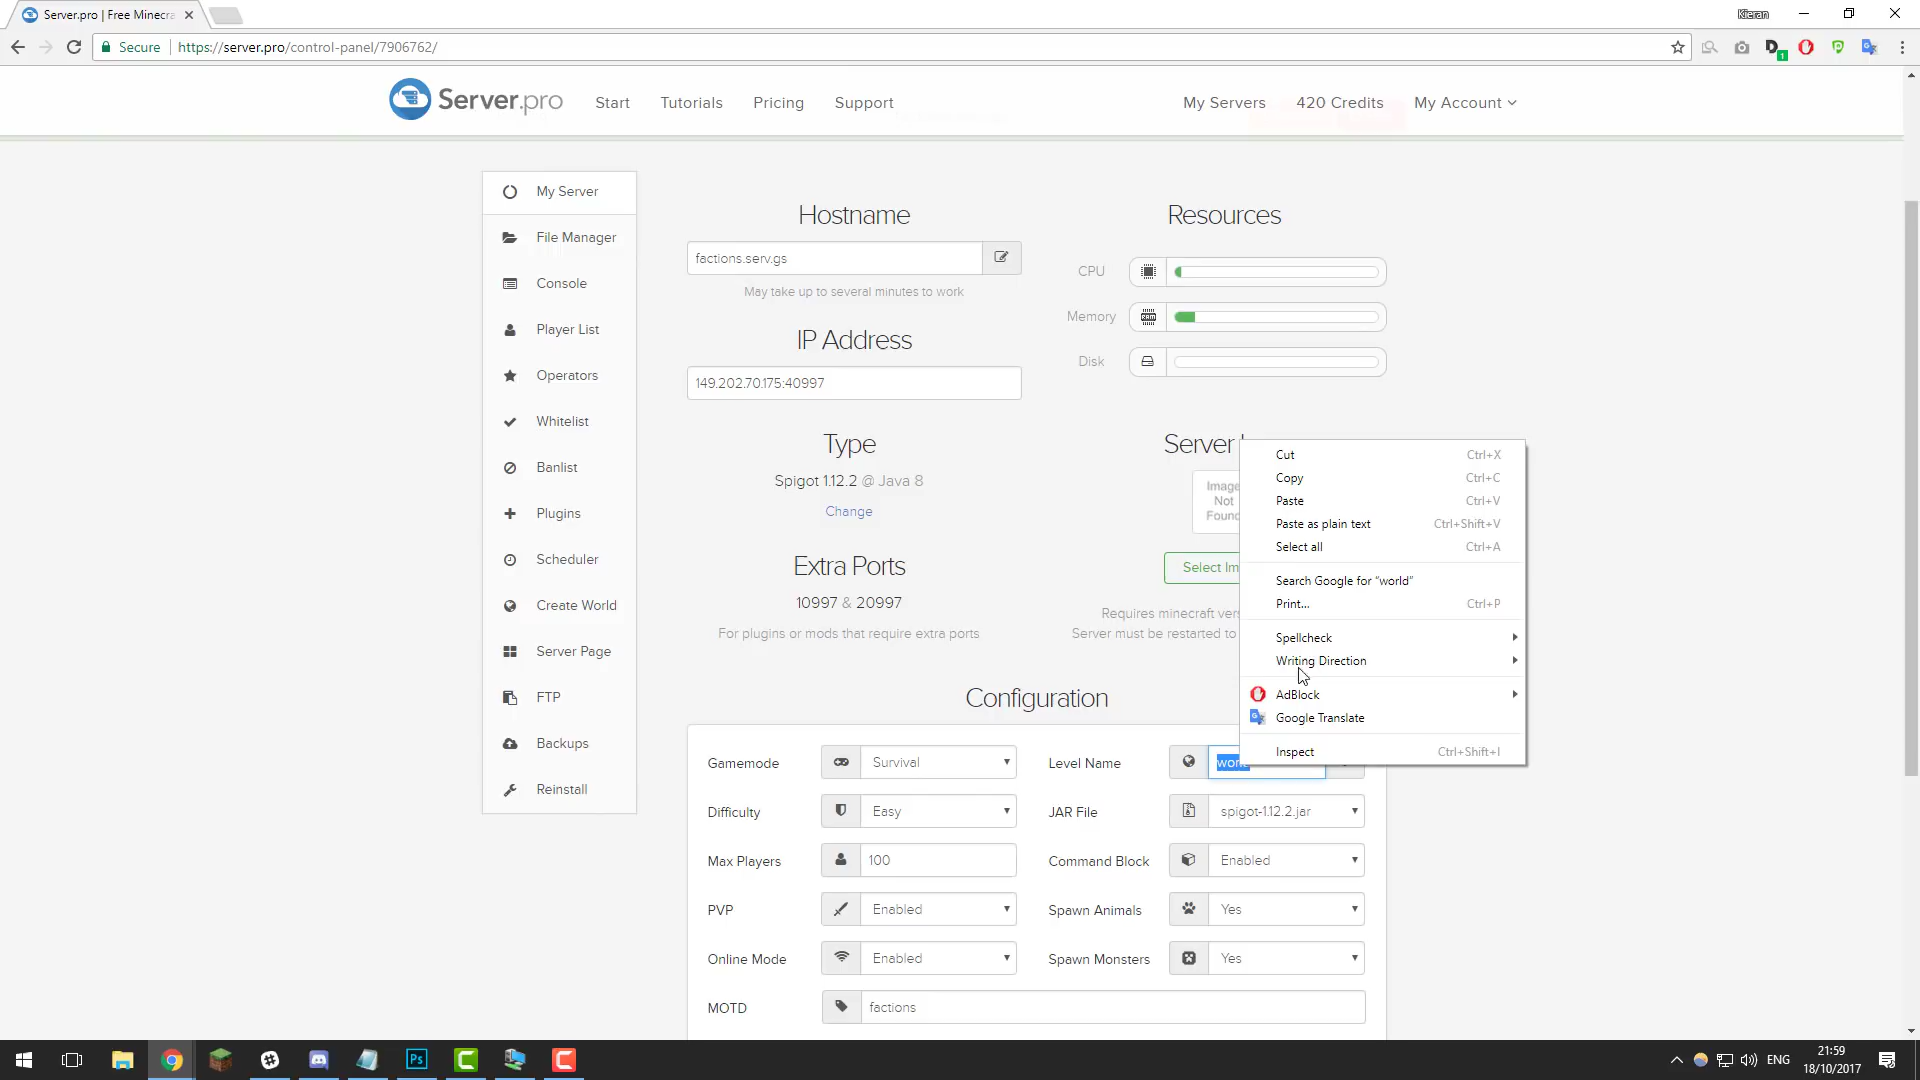 Server.pro | Free Minecra
Kieran
Secure
https://server.pro/control-panel/7906762/
1
Server.pro
Start
Tutorials
Pricing
Support
My Servers
420 Credits
My Account
My Server
File Manager
Console
Player List
Operators
Whitelist
Banlist
Plugins
Scheduler
Create World
Server Page
FTP
Backups
Reinstall
Hostname
factions.serv.gs
May take up to several minutes to work
IP Address
149.202.70.175:40997
Type
Spigot 1.12.2 @ Java 8
Change
Extra Ports
10997 & 20997
For plugins or mods that require extra ports
Resources
CPU
Memory
RAM
Disk
Server
Image
Not
Found
Select Im
Requires minecraft vers
Server must be restarted to
Cut Ctrl+X
Copy Ctrl+C
Paste Ctrl+V
Paste as plain text Ctrl+Shift+V
Select all Ctrl+A
Search Google for “world”
Print... Ctrl+P
Spellcheck
Writing Direction
AdBlock
Google Translate
Inspect Ctrl+Shift+I
Configuration
Gamemode Survival
Level Name world
Difficulty Easy
JAR File spigot-1.12.2.jar
Max Players 100
Command Block Enabled
PVP Enabled
Spawn Animals Yes
Online Mode Enabled
Spawn Monsters Yes
MOTD factions
Ps
C
C
ENG
21:59
18/10/2017